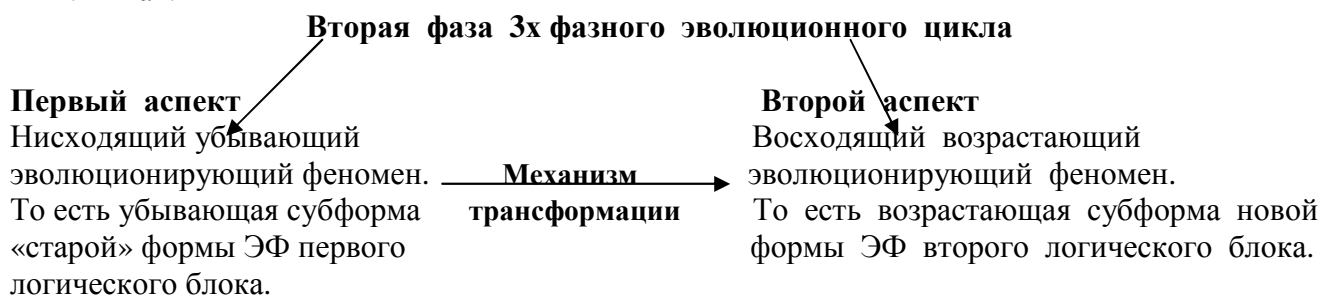 Вторая фаза 3х фазного эволюционного цикла
Первый аспект
Нисходящий убывающий
эволюционирующий феномен.
То есть убывающая субформа
«старой» формы ЭФ первого
логического блока.
Механизм
трансформации
Второй аспект
Восходящий возрастающий
эволюционирующий феномен.
То есть возрастающая субформа новой
формы ЭФ второго логического блока.